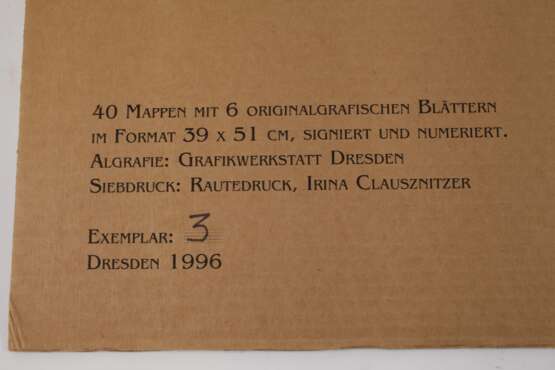 40 Mappen mit 6 originalgrafischen Blättern
im Format 39 x 51 cm, signiert und numeriert.
Algrafie: Grafikwerkstatt Dresden
Siebdruck: Rautedruck, Irina Clausznitzer
Exemplar: 3
Dresden 1996